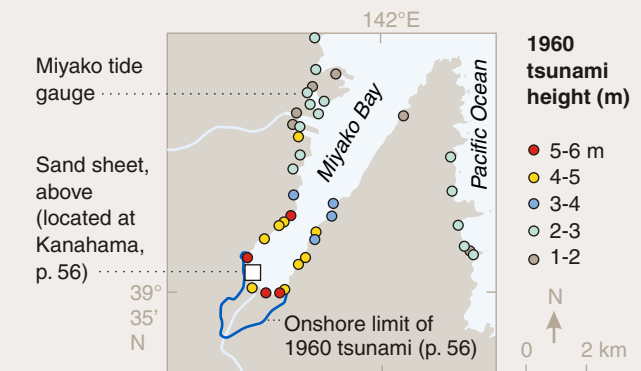 142°E
Miyako tide
gauge
Sand sheet,
above
(located at
Kanahama,
p. 56)
39°
35'
N
Miyako Bay
Pacific Ocean
Onshore limit of
1960 tsunami (p. 56)
1960
tsunami
height (m)
5-6 m
4-5
3-4
2-3
1-2
N
0 2 km